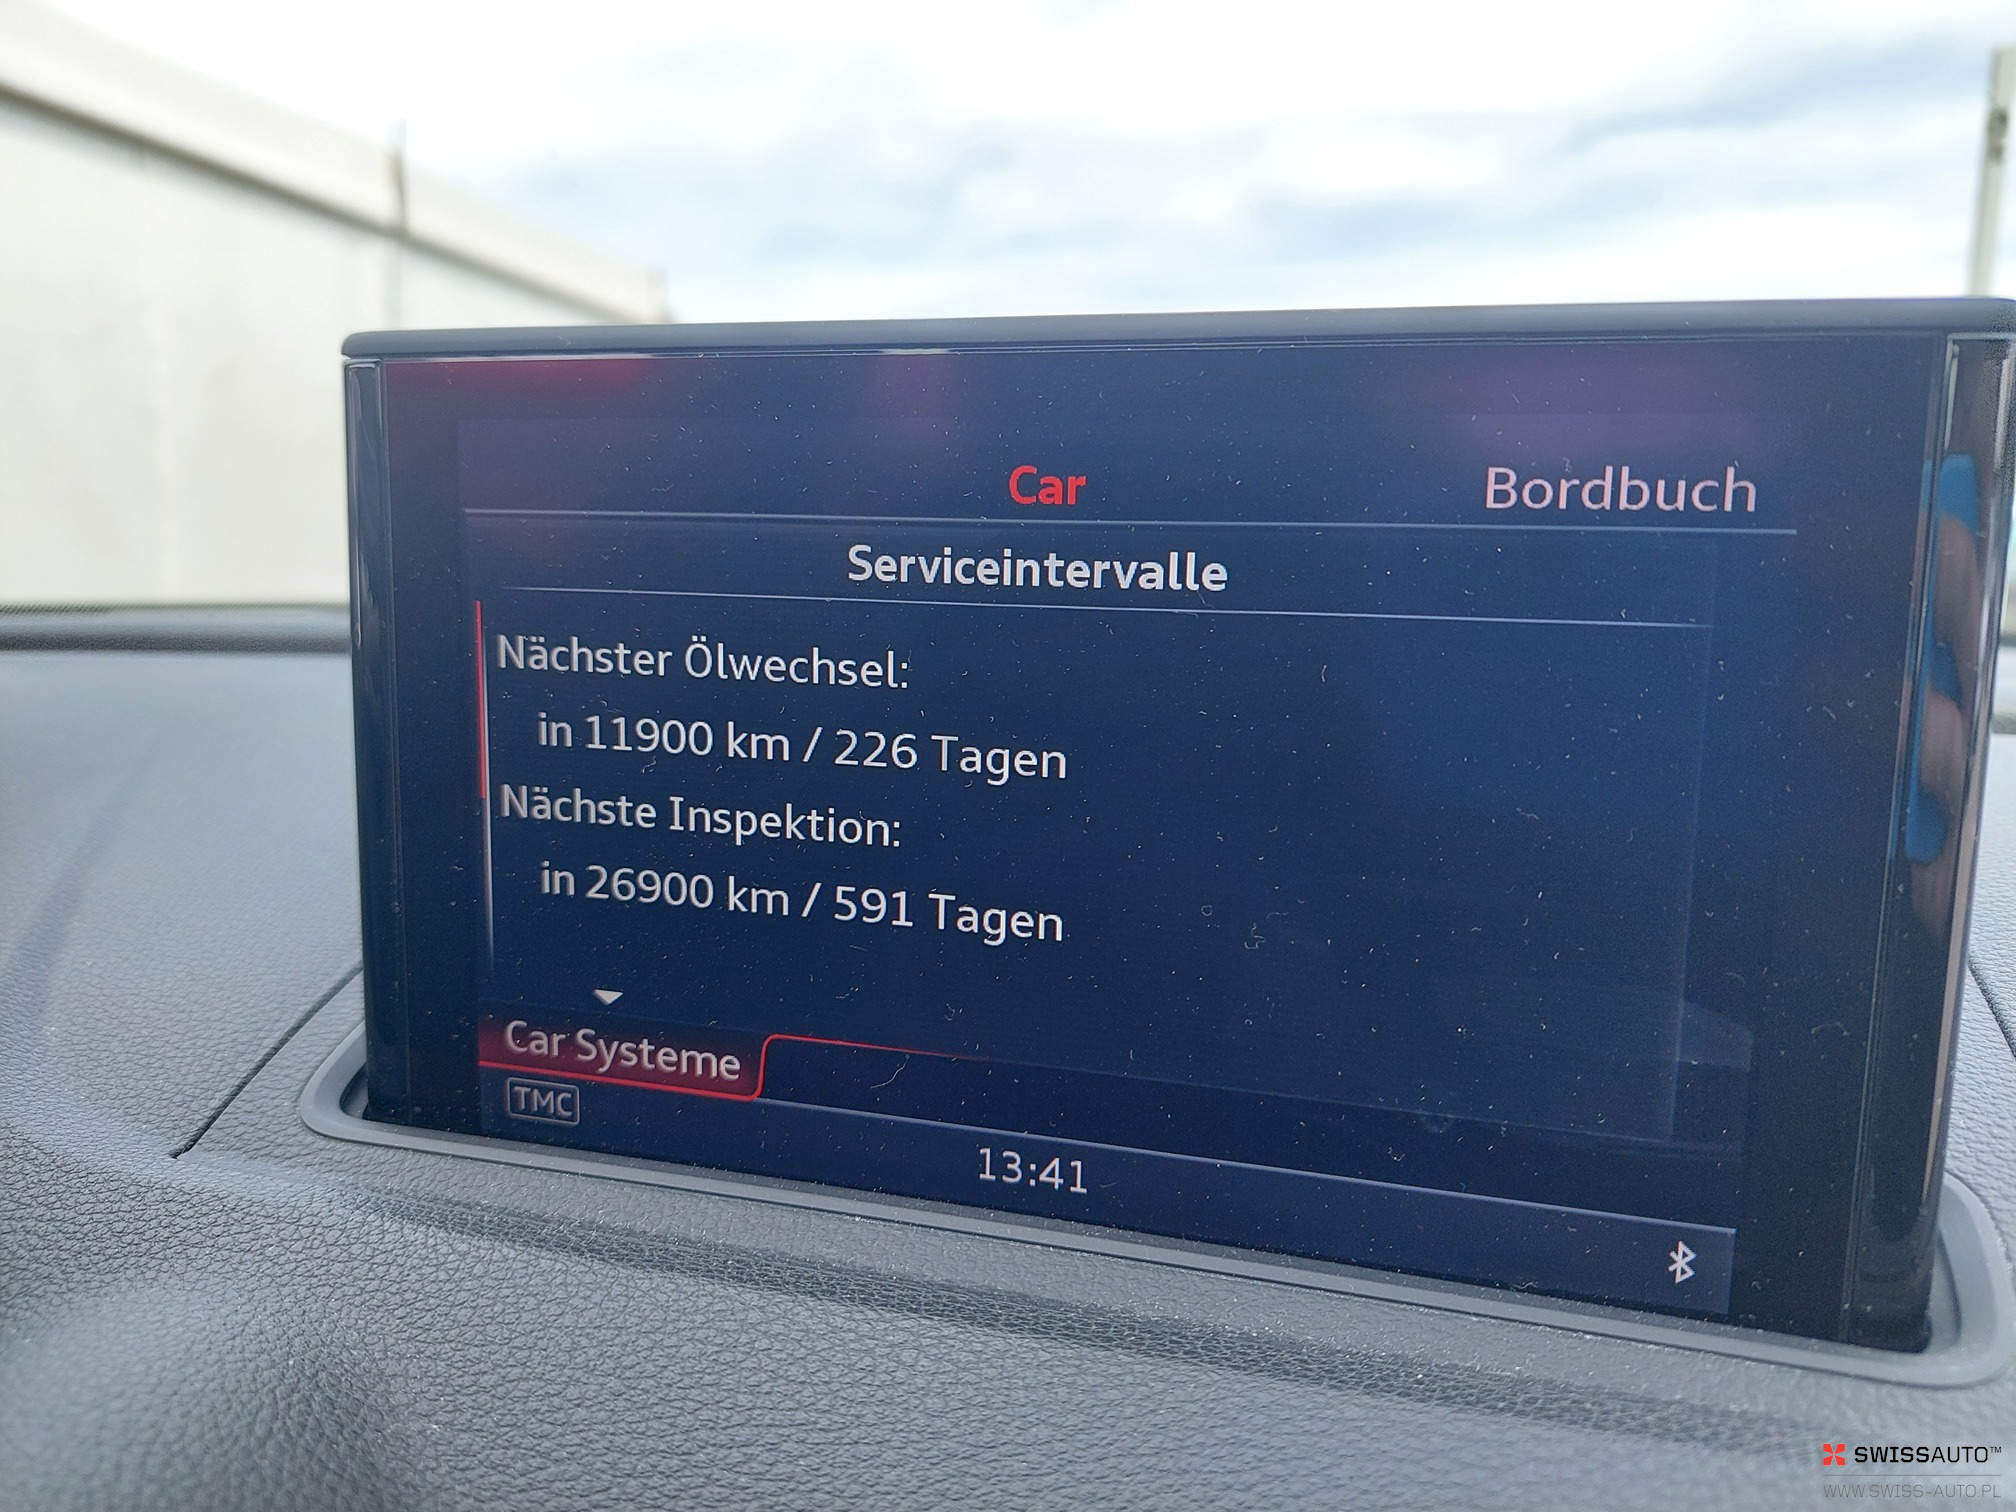 Car
Bordbuch
Serviceintervalle
Nächster Ölwechsel:
in 11900 km / 226 Tagen
Nächste Inspektion:
in 26900 km / 591 Tagen
Car Systeme
TMC
13:41
SWISSAUTO™
WWW.SWISS-AUTO.PL